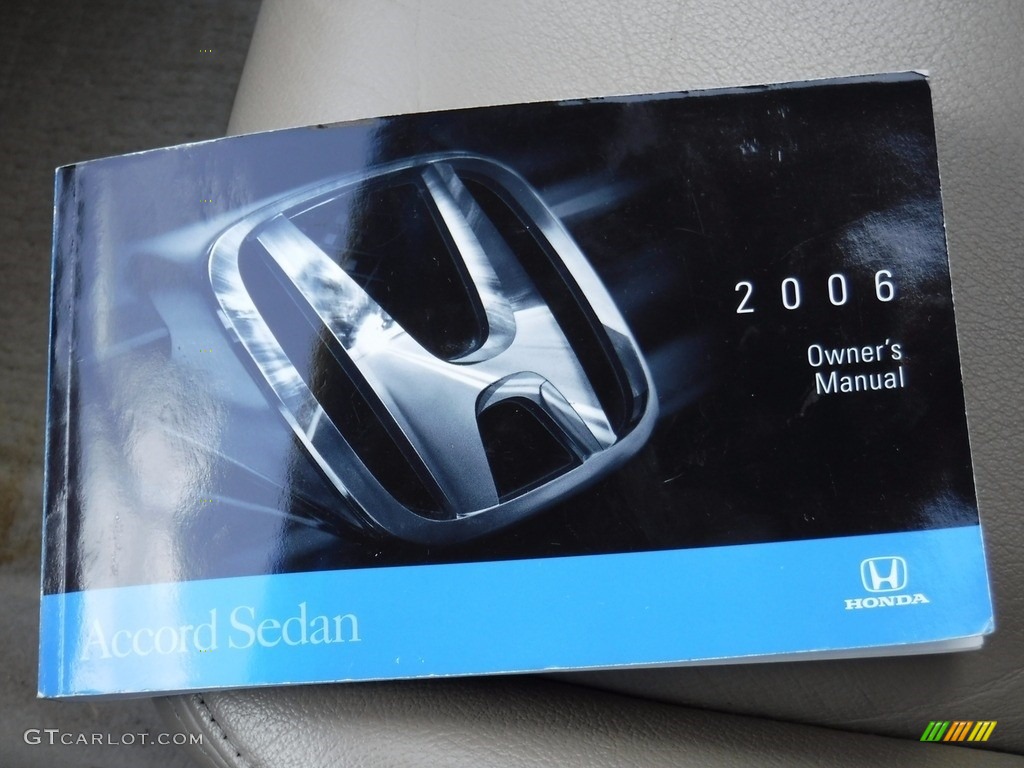 2006
Owner's
Manual
HONDA
Accord Sedan
GTCARLOT.COM